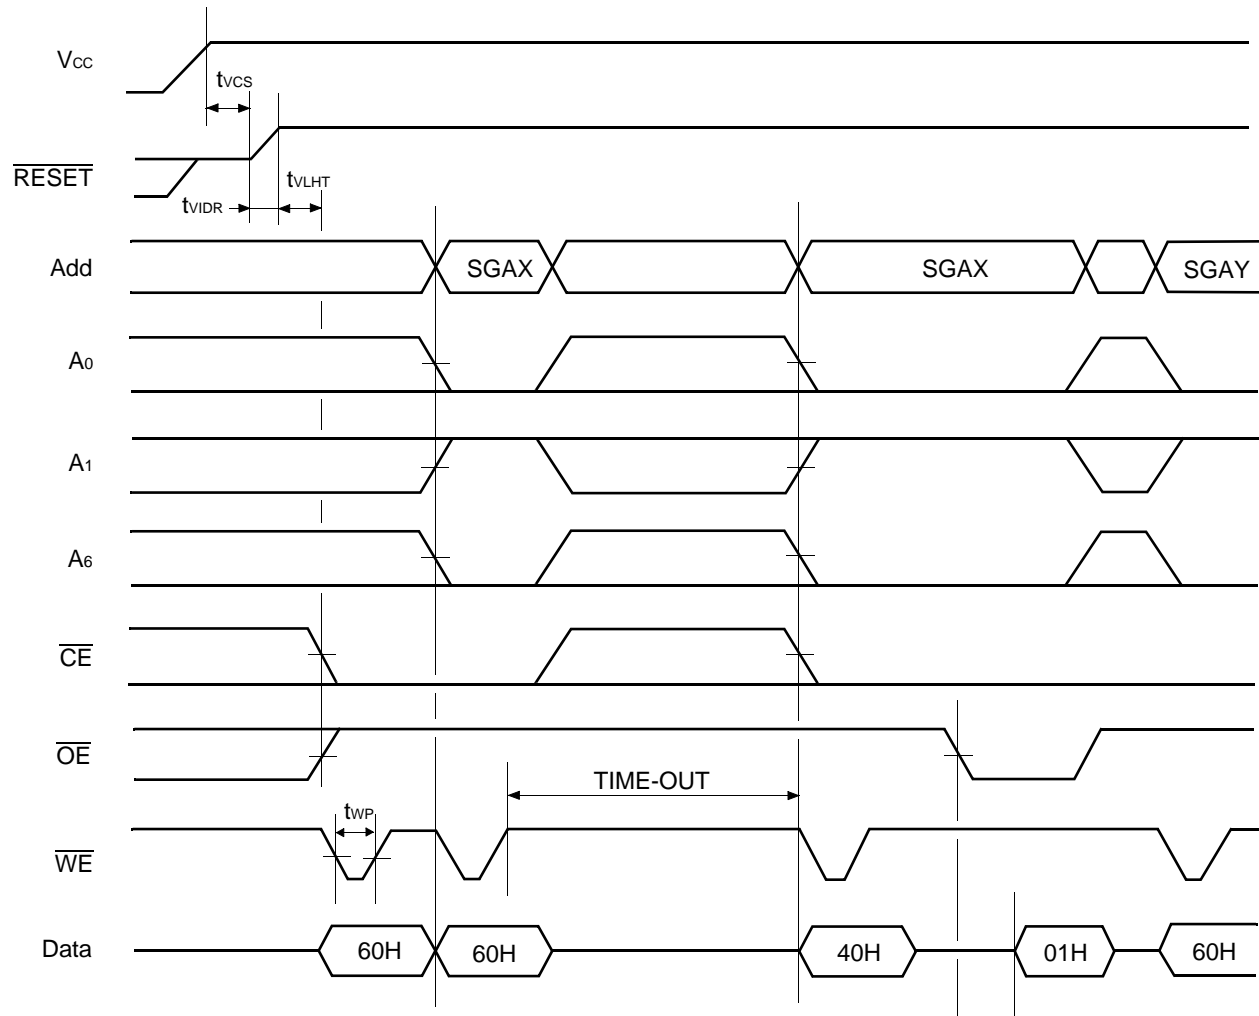 VCC
tVCS
RESET
tVIDR
tVLHT
Add
SGAX
SGAX
SGAY
A0
A1
A6
CE
OE
TIME-OUT
tWP
WE
Data
60H
60H
40H
01H
60H